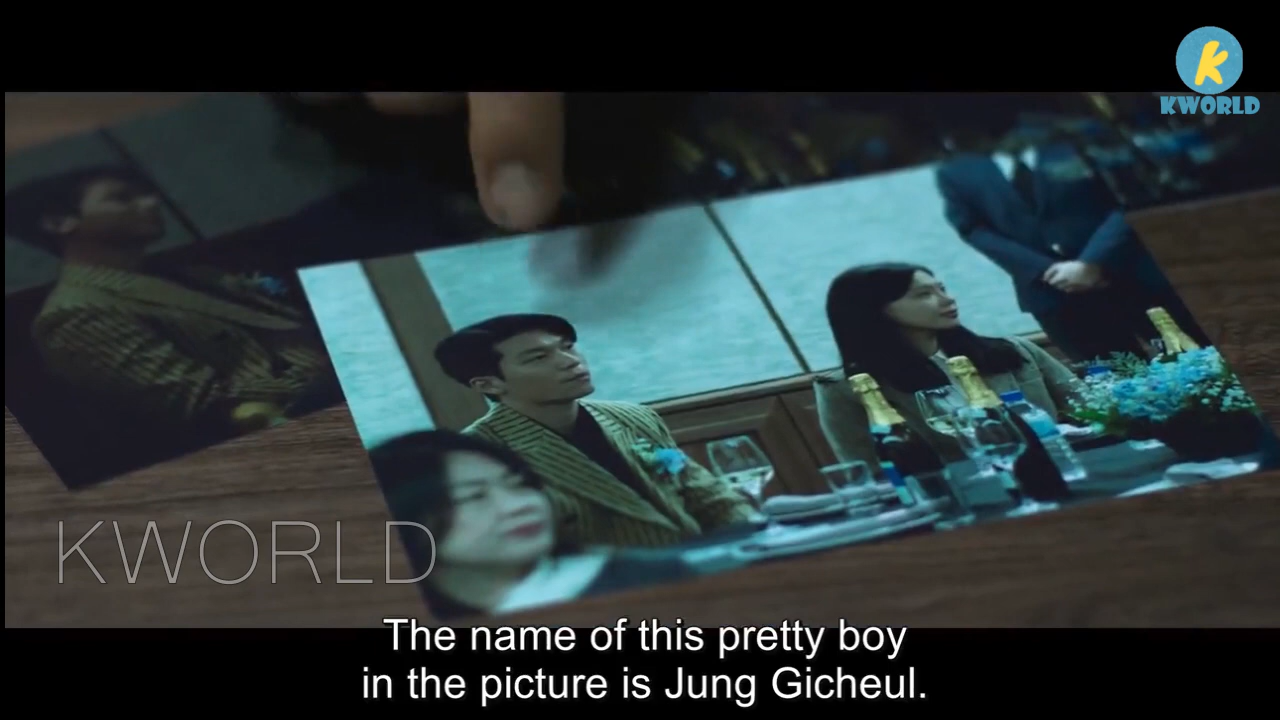 K
KWORLD
KWORLD
The name of this pretty boy
in the picture is Jung Gicheul.